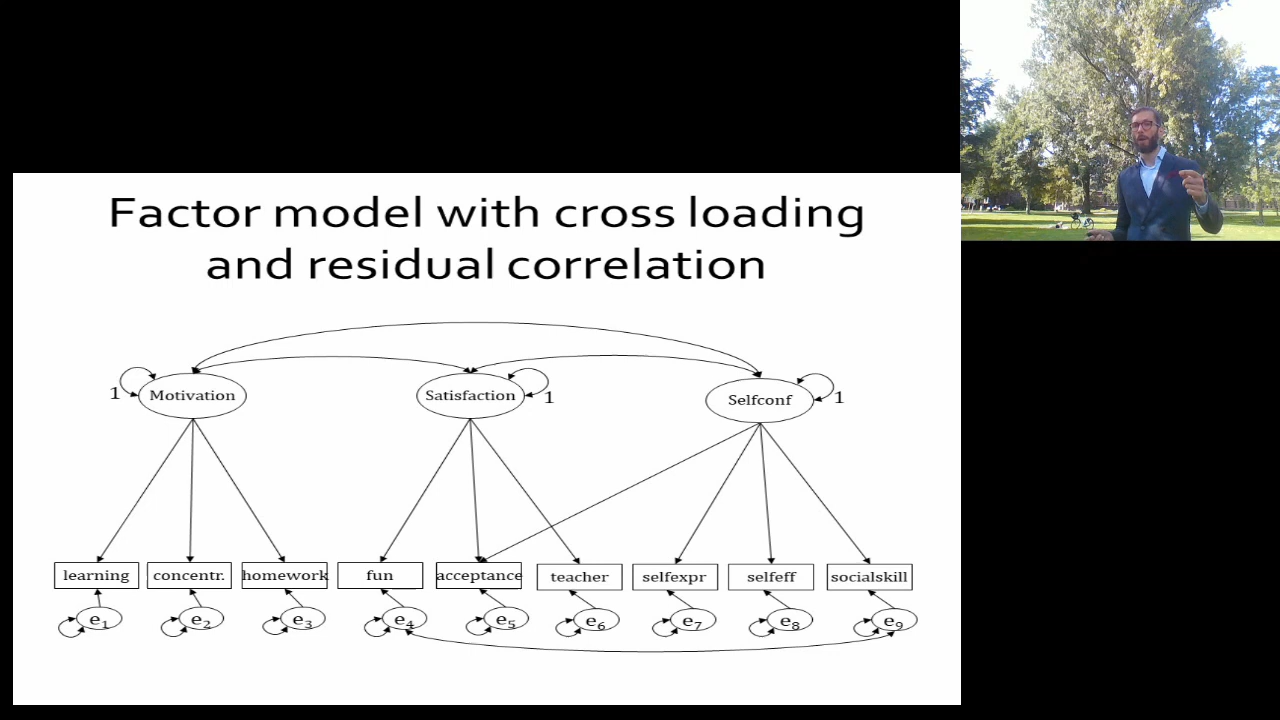 Factor model with cross loading
and residual correlation
1 Motivation Satisfaction 1 Selfconf 1
learning concentr. homework fun acceptance teacher selfexpr selfeff socialskill
e1 e2 e3 e4 e5 e6 e7 e8 e9